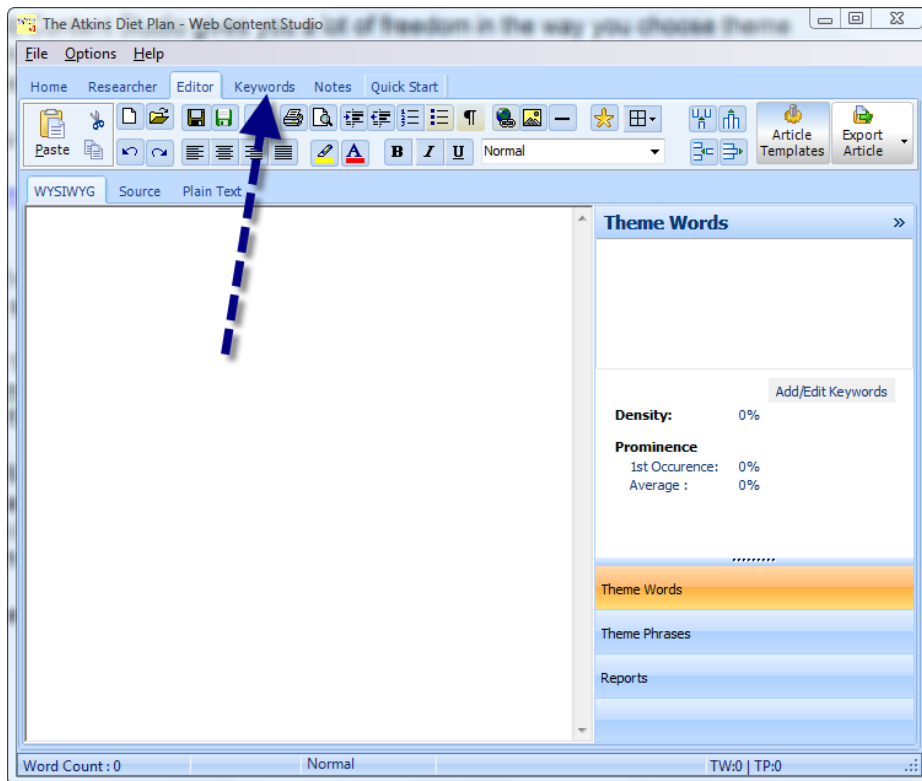 The Atkins Diet Plan - Web Content Studio
File Options Help
Home Researcher Editor Keywords Notes Quick Start
Paste
B I U Normal
Article Templates
Export Article
WYSIWYG Source Plain Text
Theme Words
Add/Edit Keywords
Density: 0%
Prominence
1st Occurence: 0%
Average : 0%
Theme Words
Theme Phrases
Reports
Word Count : 0 Normal TW:0 | TP:0